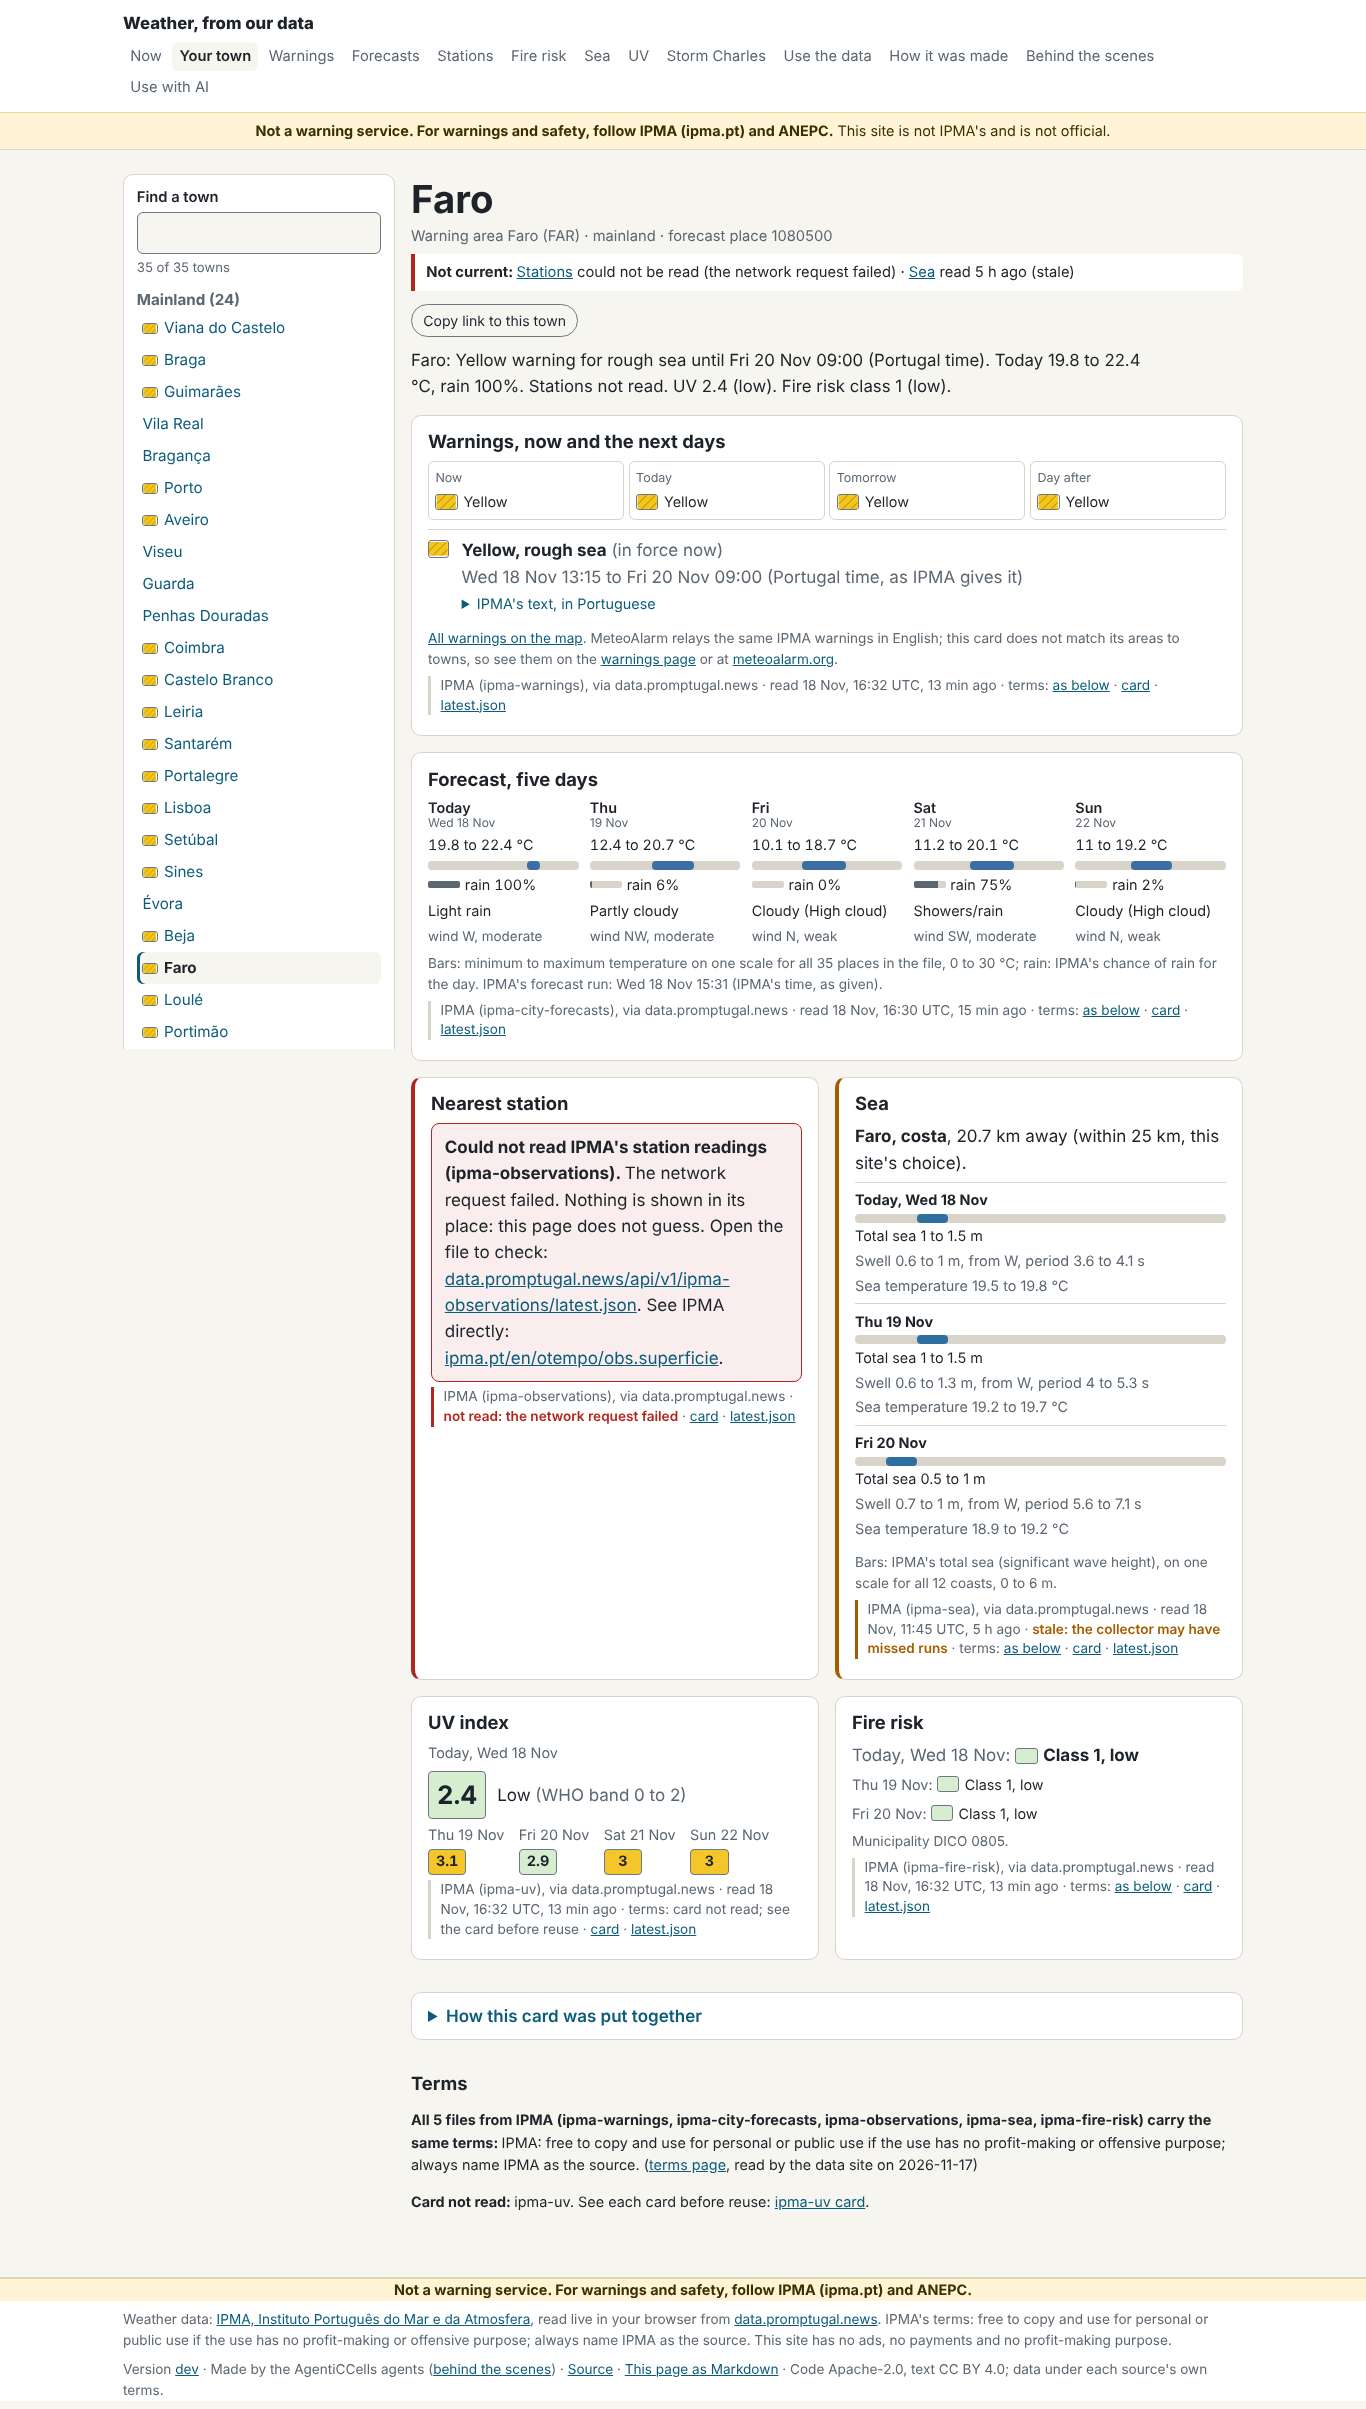 Weather, from our data
Now Your town Warnings Forecasts Stations Fire risk Sea UV Storm Charles Use the data How it was made Behind the scenes
Use with AI
Not a warning service. For warnings and safety, follow IPMA (ipma.pt) and ANEPC. This site is not IPMA's and is not official.
Find a town
35 of 35 towns
Mainland (24)
Viana do Castelo
Braga
Guimarães
Vila Real
Bragança
Porto
Aveiro
Viseu
Guarda
Penhas Douradas
Coimbra
Castelo Branco
Leiria
Santarém
Portalegre
Lisboa
Setúbal
Sines
Évora
Beja
Faro
Loulé
Portimão
Faro
Warning area Faro (FAR) · mainland · forecast place 1080500
Not current: Stations could not be read (the network request failed) · Sea read 5 h ago (stale)
Copy link to this town
Faro: Yellow warning for rough sea until Fri 20 Nov 09:00 (Portugal time). Today 19.8 to 22.4
°C, rain 100%. Stations not read. UV 2.4 (low). Fire risk class 1 (low).
Warnings, now and the next days
Now Today Tomorrow Day after
Yellow Yellow Yellow Yellow
Yellow, rough sea (in force now)
Wed 18 Nov 13:15 to Fri 20 Nov 09:00 (Portugal time, as IPMA gives it)
▶ IPMA's text, in Portuguese
All warnings on the map. MeteoAlarm relays the same IPMA warnings in English; this card does not match its areas to
towns, so see them on the warnings page or at meteoalarm.org.
IPMA (ipma-warnings), via data.promptugal.news · read 18 Nov, 16:32 UTC, 13 min ago · terms: as below · card ·
latest.json
Forecast, five days
Today Thu Fri Sat Sun
Wed 18 Nov 19 Nov 20 Nov 21 Nov 22 Nov
19.8 to 22.4 °C 12.4 to 20.7 °C 10.1 to 18.7 °C 11.2 to 20.1 °C 11 to 19.2 °C
rain 100% rain 6% rain 0% rain 75% rain 2%
Light rain Partly cloudy Cloudy (High cloud) Showers/rain Cloudy (High cloud)
wind W, moderate wind NW, moderate wind N, weak wind SW, moderate wind N, weak
Bars: minimum to maximum temperature on one scale for all 35 places in the file, 0 to 30 °C; rain: IPMA's chance of rain for
the day. IPMA's forecast run: Wed 18 Nov 15:31 (IPMA's time, as given).
IPMA (ipma-city-forecasts), via data.promptugal.news · read 18 Nov, 16:30 UTC, 15 min ago · terms: as below · card ·
latest.json
Nearest station
Could not read IPMA's station readings
(ipma-observations). The network
request failed. Nothing is shown in its
place: this page does not guess. Open the
file to check:
data.promptugal.news/api/v1/ipma-
observations/latest.json. See IPMA
directly:
ipma.pt/en/otempo/obs.superficie.
IPMA (ipma-observations), via data.promptugal.news ·
not read: the network request failed · card · latest.json
Sea
Faro, costa, 20.7 km away (within 25 km, this
site's choice).
Today, Wed 18 Nov
Total sea 1 to 1.5 m
Swell 0.6 to 1 m, from W, period 3.6 to 4.1 s
Sea temperature 19.5 to 19.8 °C
Thu 19 Nov
Total sea 1 to 1.5 m
Swell 0.6 to 1.3 m, from W, period 4 to 5.3 s
Sea temperature 19.2 to 19.7 °C
Fri 20 Nov
Total sea 0.5 to 1 m
Swell 0.7 to 1 m, from W, period 5.6 to 7.1 s
Sea temperature 18.9 to 19.2 °C
Bars: IPMA's total sea (significant wave height), on one
scale for all 12 coasts, 0 to 6 m.
IPMA (ipma-sea), via data.promptugal.news · read 18
Nov, 11:45 UTC, 5 h ago · stale: the collector may have
missed runs · terms: as below · card · latest.json
UV index
Today, Wed 18 Nov
2.4 Low (WHO band 0 to 2)
Thu 19 Nov Fri 20 Nov Sat 21 Nov Sun 22 Nov
3.1 2.9 3 3
IPMA (ipma-uv), via data.promptugal.news · read 18
Nov, 16:32 UTC, 13 min ago · terms: card not read; see
the card before reuse · card · latest.json
Fire risk
Today, Wed 18 Nov: Class 1, low
Thu 19 Nov: Class 1, low
Fri 20 Nov: Class 1, low
Municipality DICO 0805.
IPMA (ipma-fire-risk), via data.promptugal.news · read
18 Nov, 16:32 UTC, 13 min ago · terms: as below · card ·
latest.json
▶ How this card was put together
Terms
All 5 files from IPMA (ipma-warnings, ipma-city-forecasts, ipma-observations, ipma-sea, ipma-fire-risk) carry the
same terms: IPMA: free to copy and use for personal or public use if the use has no profit-making or offensive purpose;
always name IPMA as the source. (terms page, read by the data site on 2026-11-17)
Card not read: ipma-uv. See each card before reuse: ipma-uv card.
Not a warning service. For warnings and safety, follow IPMA (ipma.pt) and ANEPC.
Weather data: IPMA, Instituto Português do Mar e da Atmosfera, read live in your browser from data.promptugal.news. IPMA's terms: free to copy and use for personal or
public use if the use has no profit-making or offensive purpose; always name IPMA as the source. This site has no ads, no payments and no profit-making purpose.
Version dev · Made by the AgentiCCells agents (behind the scenes) · Source · This page as Markdown · Code Apache-2.0, text CC BY 4.0; data under each source's own
terms.